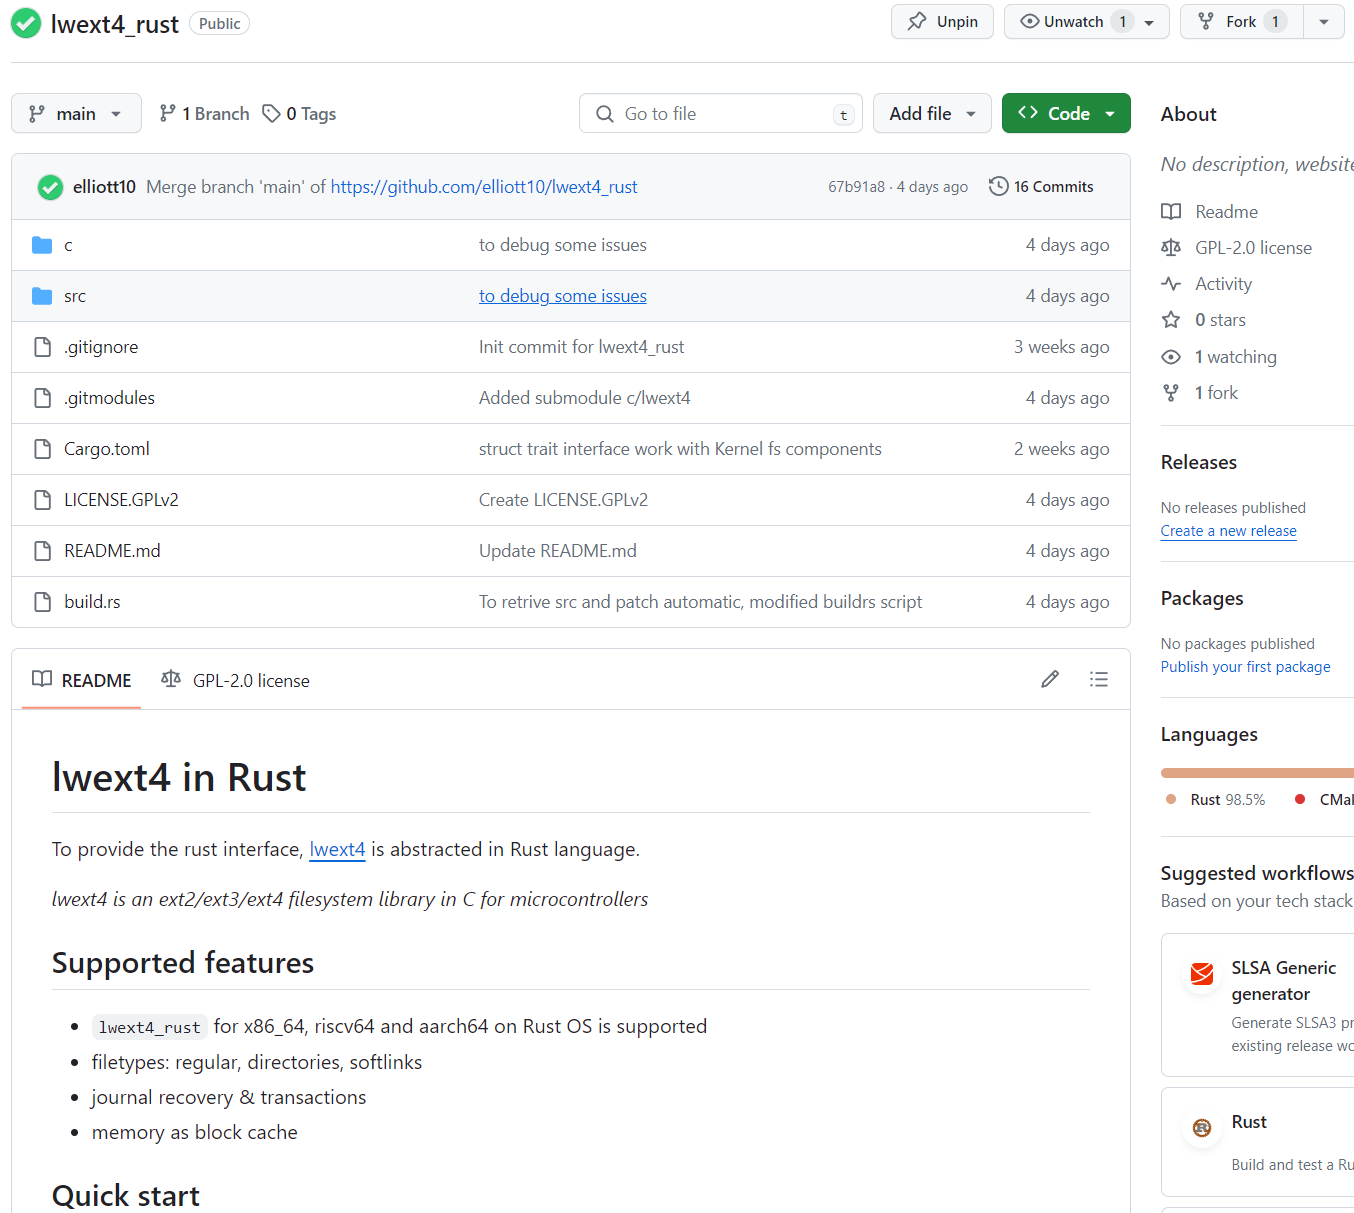 lwext4_rust Public Unpin Unwatch 1 Fork 1
main 1 Branch 0 Tags Go to file t Add file Code
elliott10 Merge branch 'main' of https://github.com/elliott10/lwext4_rust 67b91a8 · 4 days ago 16 Commits
c to debug some issues 4 days ago
src to debug some issues 4 days ago
.gitignore Init commit for lwext4_rust 3 weeks ago
.gitmodules Added submodule c/lwext4 4 days ago
Cargo.toml struct trait interface work with Kernel fs components 2 weeks ago
LICENSE.GPLv2 Create LICENSE.GPLv2 4 days ago
README.md Update README.md 4 days ago
build.rs To retrive src and patch automatic, modified buildrs script 4 days ago
README GPL-2.0 license
lwext4 in Rust
To provide the rust interface, lwext4 is abstracted in Rust language.
lwext4 is an ext2/ext3/ext4 filesystem library in C for microcontrollers
Supported features
lwext4_rust for x86_64, riscv64 and aarch64 on Rust OS is supported
filetypes: regular, directories, softlinks
journal recovery & transactions
memory as block cache
Quick start
About
No description, website
Readme
GPL-2.0 license
Activity
0 stars
1 watching
1 fork
Releases
No releases published
Create a new release
Packages
No packages published
Publish your first package
Languages
Rust 98.5% CMa
Suggested workflows
Based on your tech stack
SLSA Generic
generator
Generate SLSA3 pr
existing release wo
Rust
Build and test a Ru